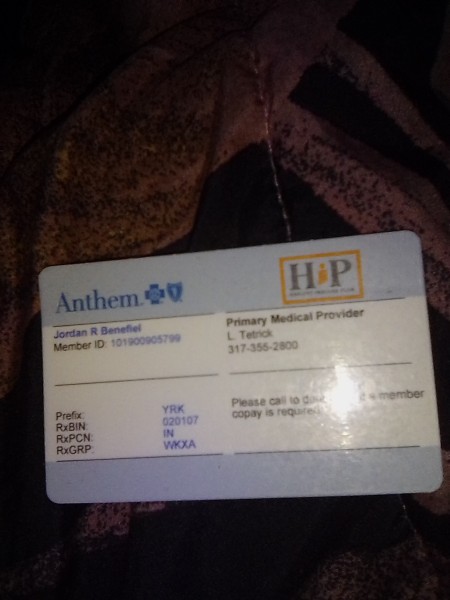 Anthem.
HiP
Jordan R Benefiel
Member ID: 101900905799
Primary Medical Provider
L. Tetrick
317-355-2800
Prefix: YRK
RxBIN: 020107
RxPCN: IN
RxGRP: WKXA
Please call to member
copay is